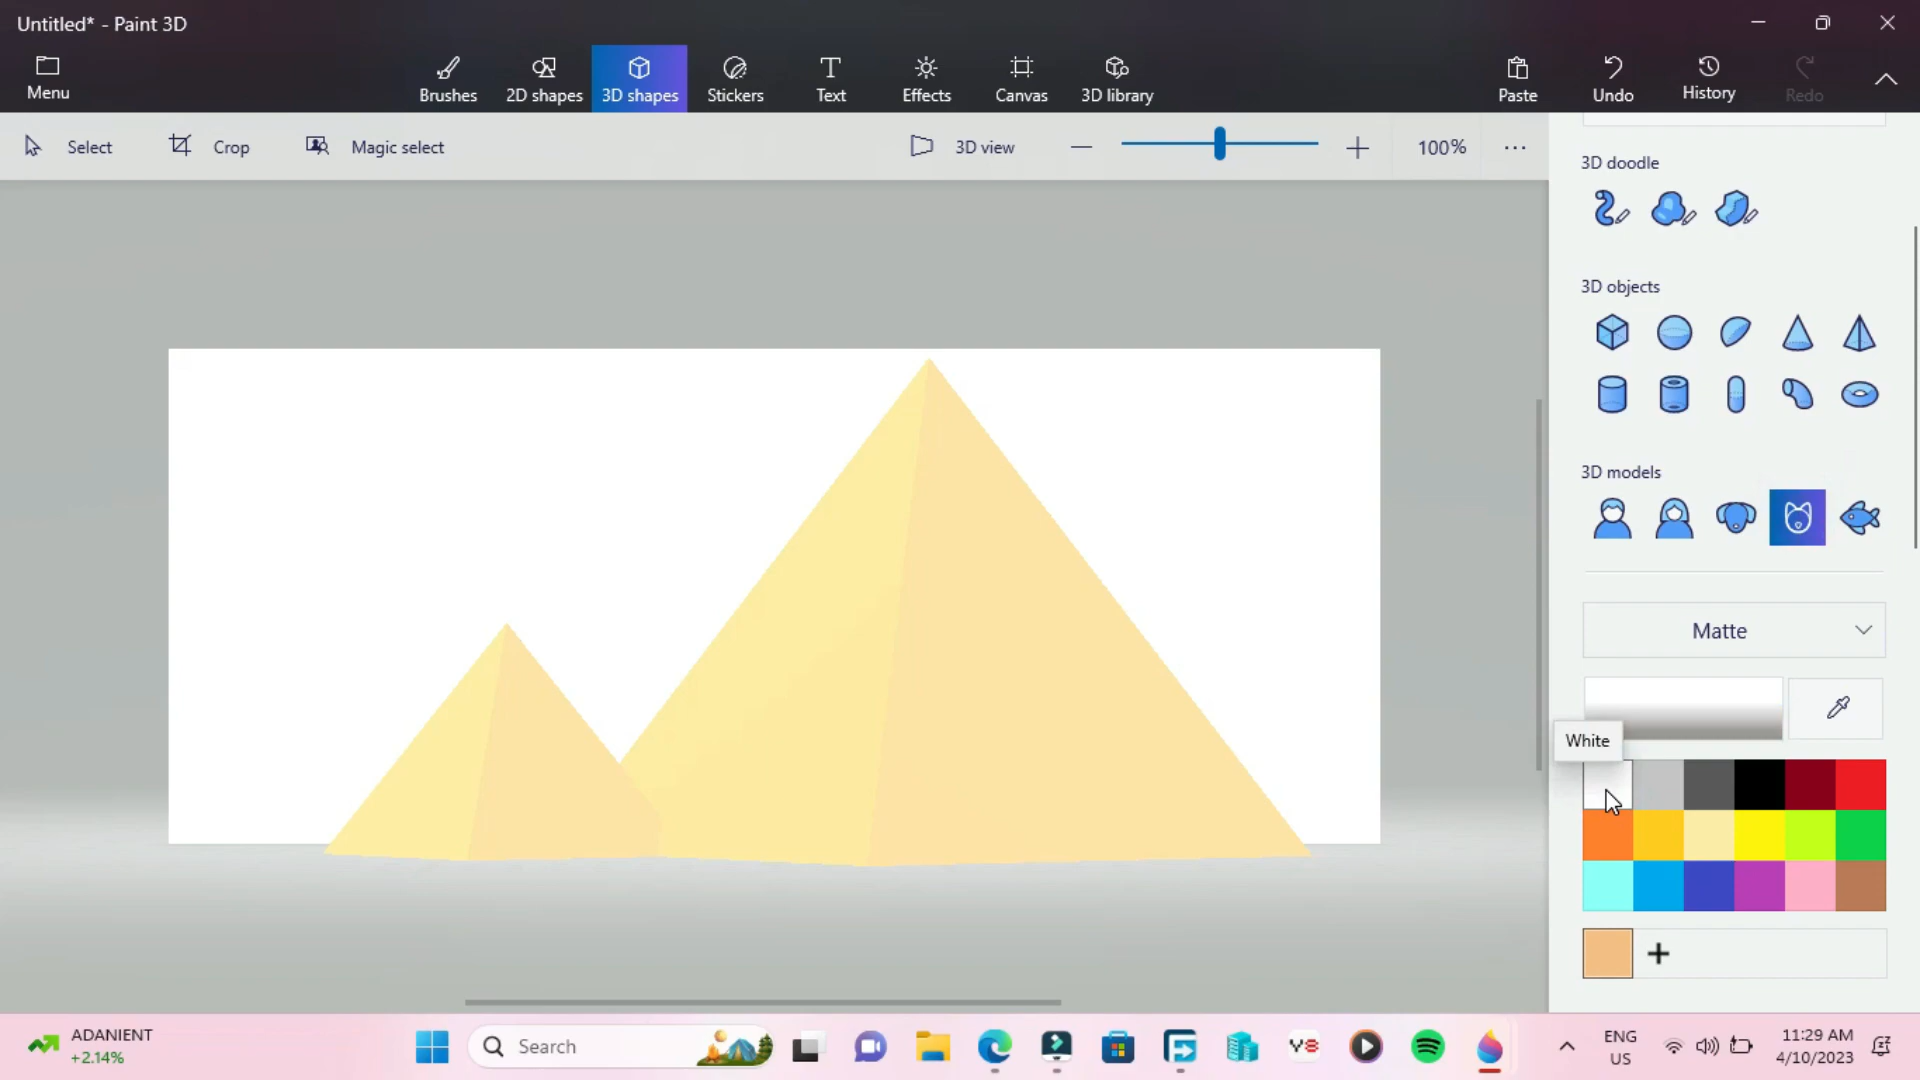 Untitled* - Paint 3D
Menu
Brushes
2D shapes
3D shapes
Stickers
Text
Effects
Canvas
3D library
Paste
Undo
History
Redo
Select
Crop
Magic select
3D view
100%
3D doodle
3D objects
3D models
Matte
White
ADANIENT
+2.14%
Search
Y8
ENG
US
11:29 AM
4/10/2023